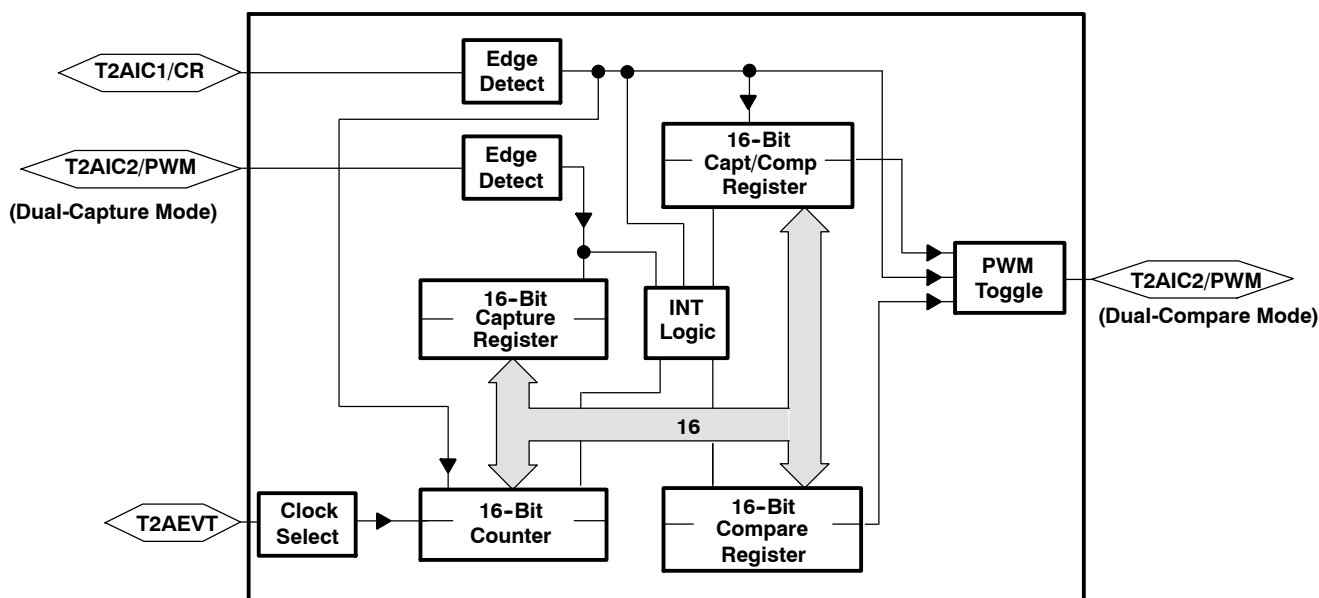 T2AIC1/CR
Edge
Detect
T2AIC2/PWM
(Dual-Capture Mode)
Edge
Detect
16-Bit
Capt/Comp
Register
16-Bit
Capture
Register
INT
Logic
PWM
Toggle
T2AIC2/PWM
(Dual-Compare Mode)
16
T2AEVT
Clock
Select
16-Bit
Counter
16-Bit
Compare
Register